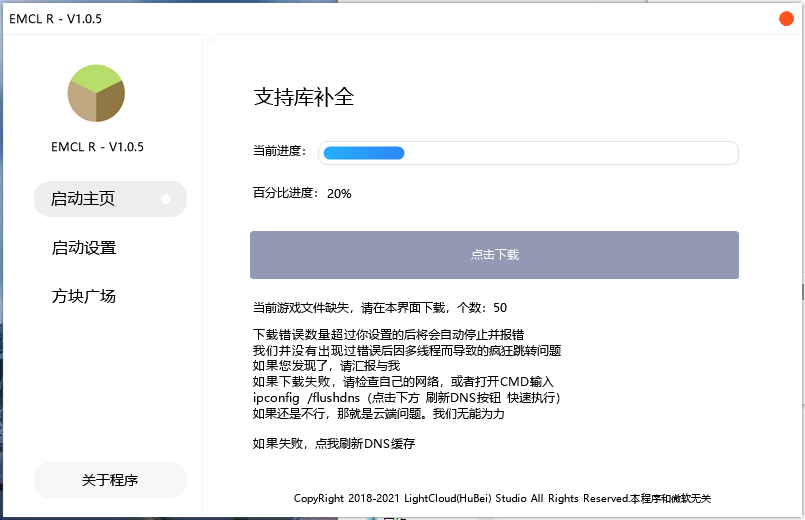 EMCL R - V1.0.5
EMCL R - V1.0.5
启动主页
启动设置
方块广场
关于程序
支持库补全
当前进度：
百分比进度： 20%
点击下载
当前游戏文件缺失，请在本界面下载，个数：50
下载错误数量超过你设置的后将会自动停止并报错
我们并没有出现过错误后因多线程而导致的疯狂跳转问题
如果您发现了，请汇报与我
如果下载失败，请检查自己的网络，或者打开CMD输入
ipconfig /flushdns（点击下方 刷新DNS按钮 快速执行）
如果还是不行，那就是云端问题。我们无能为力
如果失败，点我刷新DNS缓存
CopyRight 2018-2021 LightCloud(HuBei) Studio All Rights Reserved.本程序和微软无关